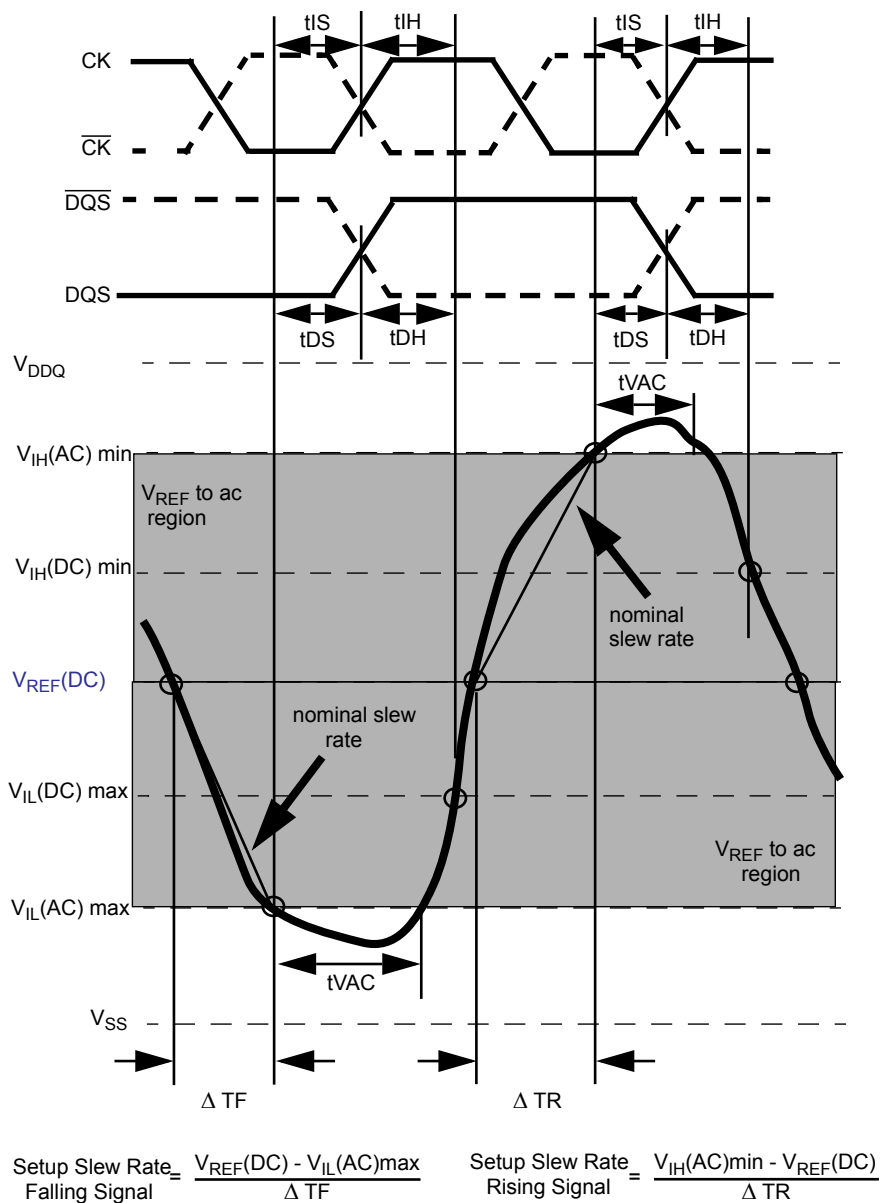 tIS tIH tIS tIH
CK
CK
DQS
DQS
tDS tDH tDS tDH
VDDQ
tVAC
VIH(AC) min
VREF to ac
region
VIH(DC) min
nominal
slew rate
VREF(DC)
nominal slew
rate
VIL(DC) max
VREF to ac
region
VIL(AC) max
tVAC
VSS
Δ TF Δ TR
Setup Slew Rate = VREF(DC) - VIL(AC)max Setup Slew Rate = VIH(AC)min - VREF(DC)
Falling Signal Δ TF Rising Signal Δ TR